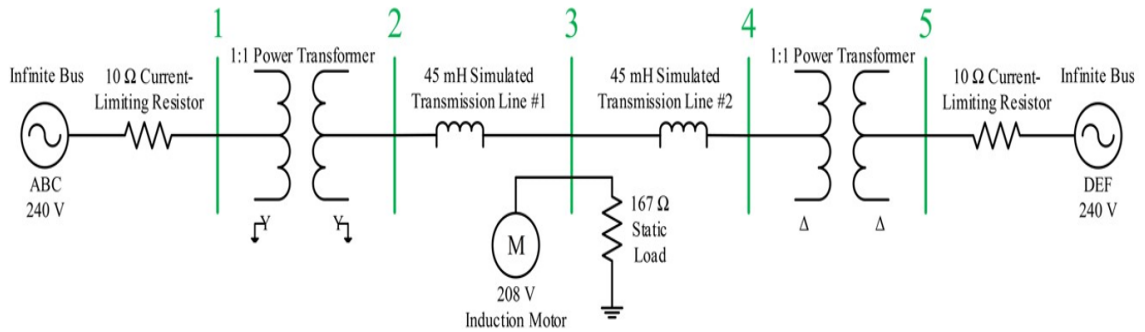 1
2
3
4
5
1:1 Power Transformer
1:1 Power Transformer
Infinite Bus
10 Ω Current-
Limiting Resistor
45 mH Simulated
Transmission Line #1
45 mH Simulated
Transmission Line #2
10 Ω Current-
Limiting Resistor
Infinite Bus
ABC
240 V
Y
Y
M
208 V
Induction Motor
167 Ω
Static
Load
Δ
Δ
DEF
240 V